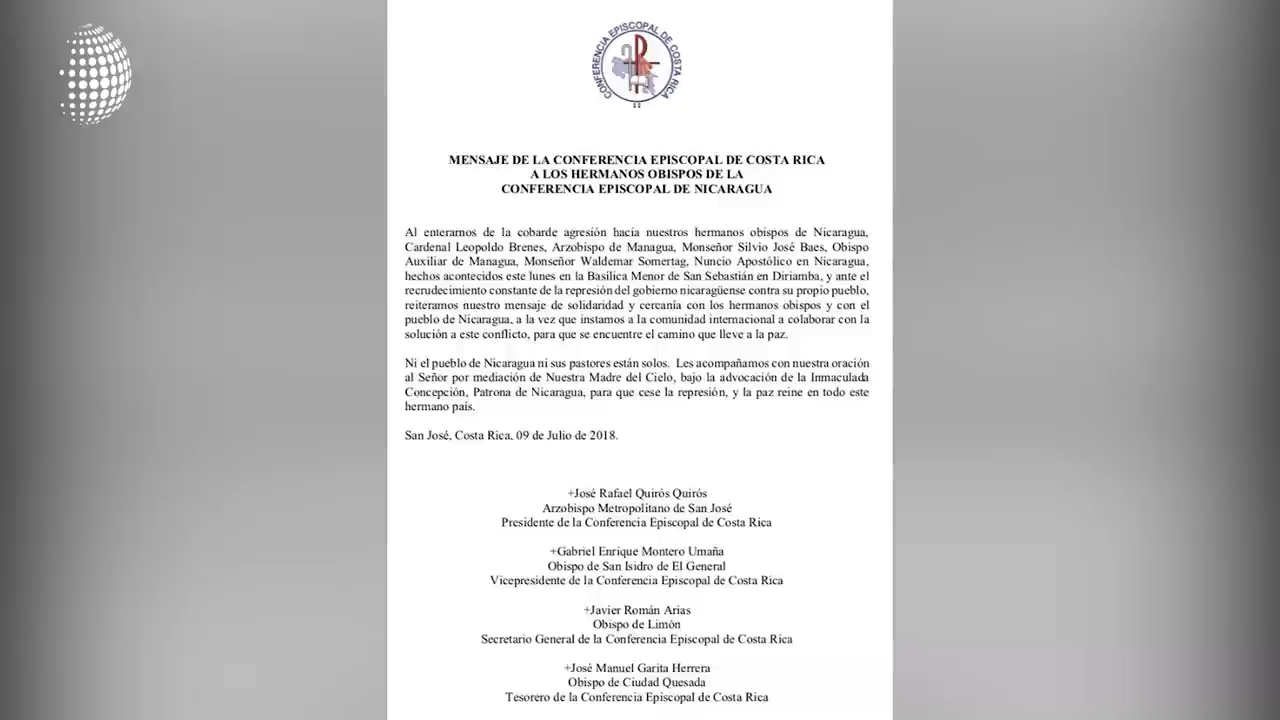 CONFERENCIA EPISCOPAL DE COSTA RICA
MENSAJE DE LA CONFERENCIA EPISCOPAL DE COSTA RICA
A LOS HERMANOS OBISPOS DE LA
CONFERENCIA EPISCOPAL DE NICARAGUA
Al enterarnos de la cobarde agresión hacia nuestros hermanos obispos de Nicaragua,
Cardenal Leopoldo Brenes, Arzobispo de Managua, Monseñor Silvio José Baes, Obispo
Auxiliar de Managua, Monseñor Waldemar Somertag, Nuncio Apostólico en Nicaragua,
hechos acontecidos este lunes en la Basílica Menor de San Sebastián en Diriamba, y ante el
recrudecimiento constante de la represión del gobierno nicaragüense contra su propio pueblo,
reiteramos nuestro mensaje de solidaridad y cercanía con los hermanos obispos y con el
pueblo de Nicaragua, a la vez que instamos a la comunidad internacional a colaborar con la
solución a este conflicto, para que se encuentre el camino que lleve a la paz.
Ni el pueblo de Nicaragua ni sus pastores están solos. Les acompañamos con nuestra oración
al Señor por mediación de Nuestra Madre del Cielo, bajo la advocación de la Inmaculada
Concepción, Patrona de Nicaragua, para que cese la represión, y la paz reine en todo este
hermano país.
San José, Costa Rica, 09 de Julio de 2018.
+José Rafael Quirós Quirós
Arzobispo Metropolitano de San José
Presidente de la Conferencia Episcopal de Costa Rica
+Gabriel Enrique Montero Umaña
Obispo de San Isidro de El General
Vicepresidente de la Conferencia Episcopal de Costa Rica
+Javier Román Arias
Obispo de Limón
Secretario General de la Conferencia Episcopal de Costa Rica
+José Manuel Garita Herrera
Obispo de Ciudad Quesada
Tesorero de la Conferencia Episcopal de Costa Rica